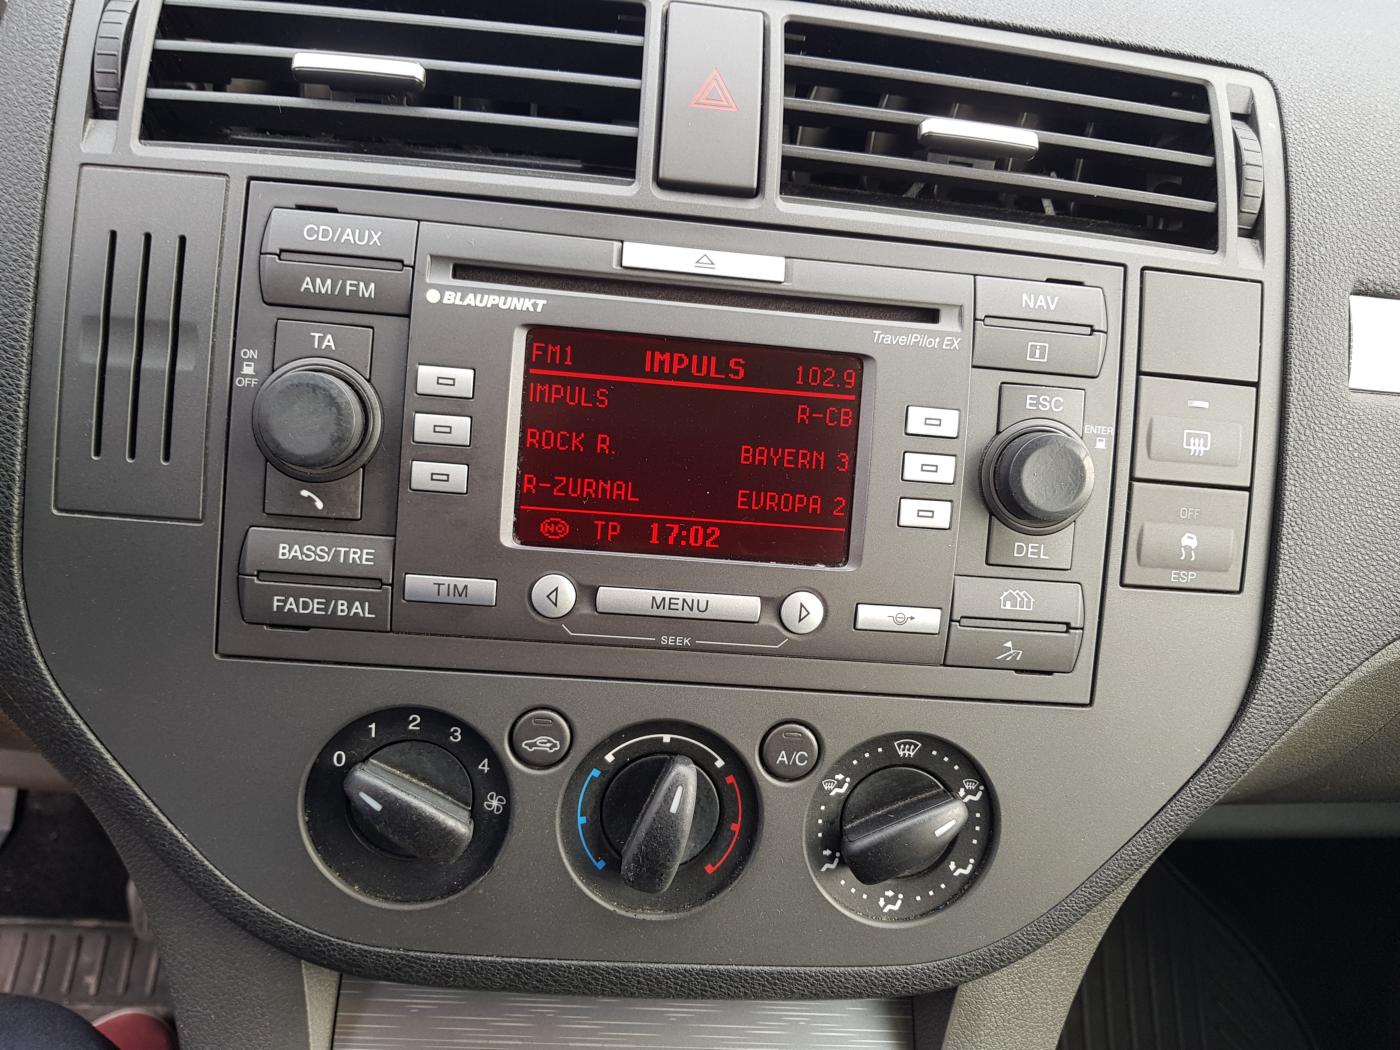 CD/AUX
AM/FM
BLAUPUNKT
NAV
TravelPilot EX
TA
ON
OFF
FM1 IMPULS 102.9
IMPULS R-CB
ROCK R. BAYERN 3
R-ZURNAL EVROPA 2
NO TP 17:02
ESC
ENTER
DEL
OFF
ESP
BASS/TRE
FADE/BAL
TIM
MENU
SEEK
0 1 2 3 4
A/C